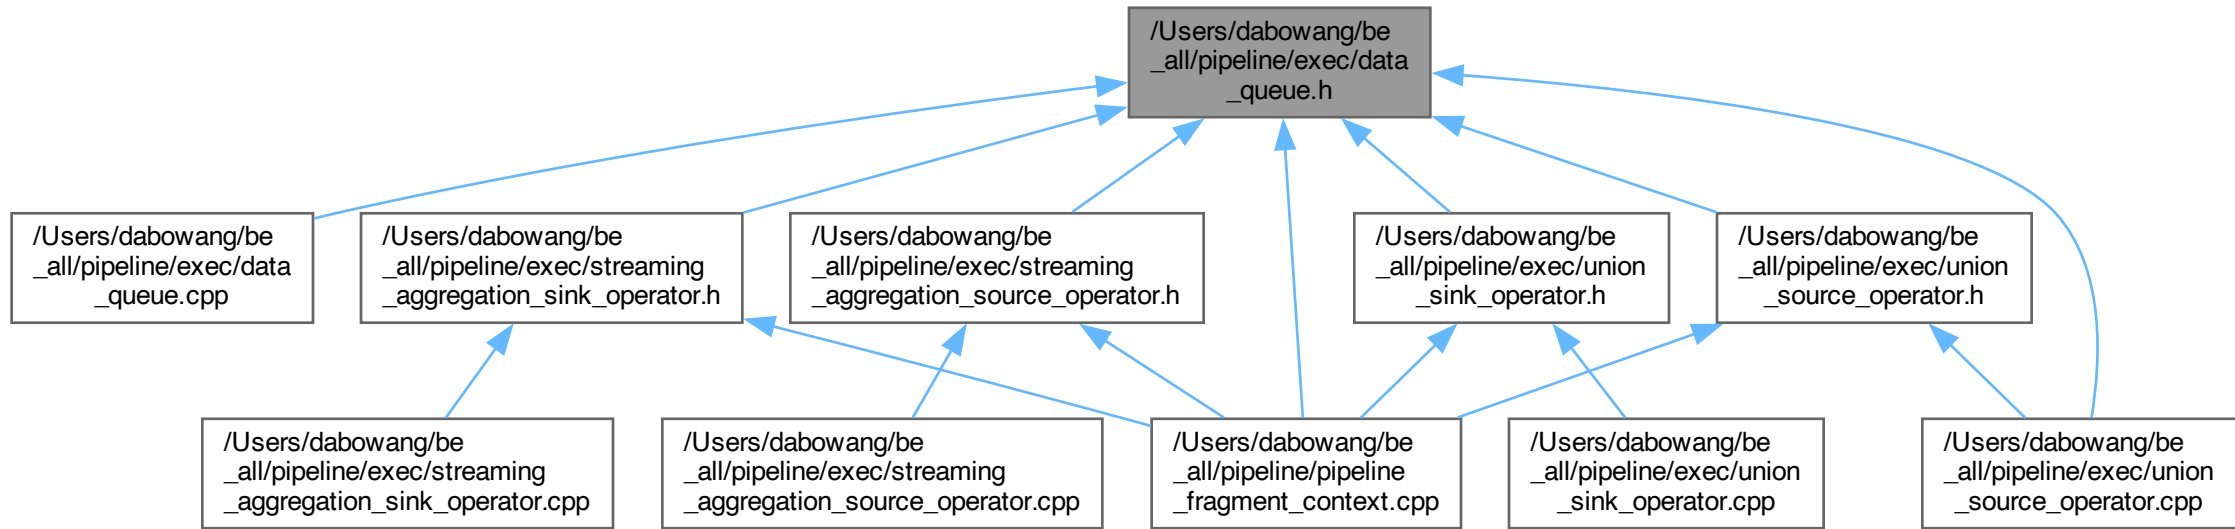 /Users/dabowang/be
_all/pipeline/exec/data
_queue.h
/Users/dabowang/be
_all/pipeline/exec/data
_queue.cpp
/Users/dabowang/be
_all/pipeline/exec/streaming
_aggregation_sink_operator.h
/Users/dabowang/be
_all/pipeline/exec/streaming
_aggregation_source_operator.h
/Users/dabowang/be
_all/pipeline/exec/union
_sink_operator.h
/Users/dabowang/be
_all/pipeline/exec/union
_source_operator.h
/Users/dabowang/be
_all/pipeline/exec/streaming
_aggregation_sink_operator.cpp
/Users/dabowang/be
_all/pipeline/exec/streaming
_aggregation_source_operator.cpp
/Users/dabowang/be
_all/pipeline/pipeline
_fragment_context.cpp
/Users/dabowang/be
_all/pipeline/exec/union
_sink_operator.cpp
/Users/dabowang/be
_all/pipeline/exec/union
_source_operator.cpp